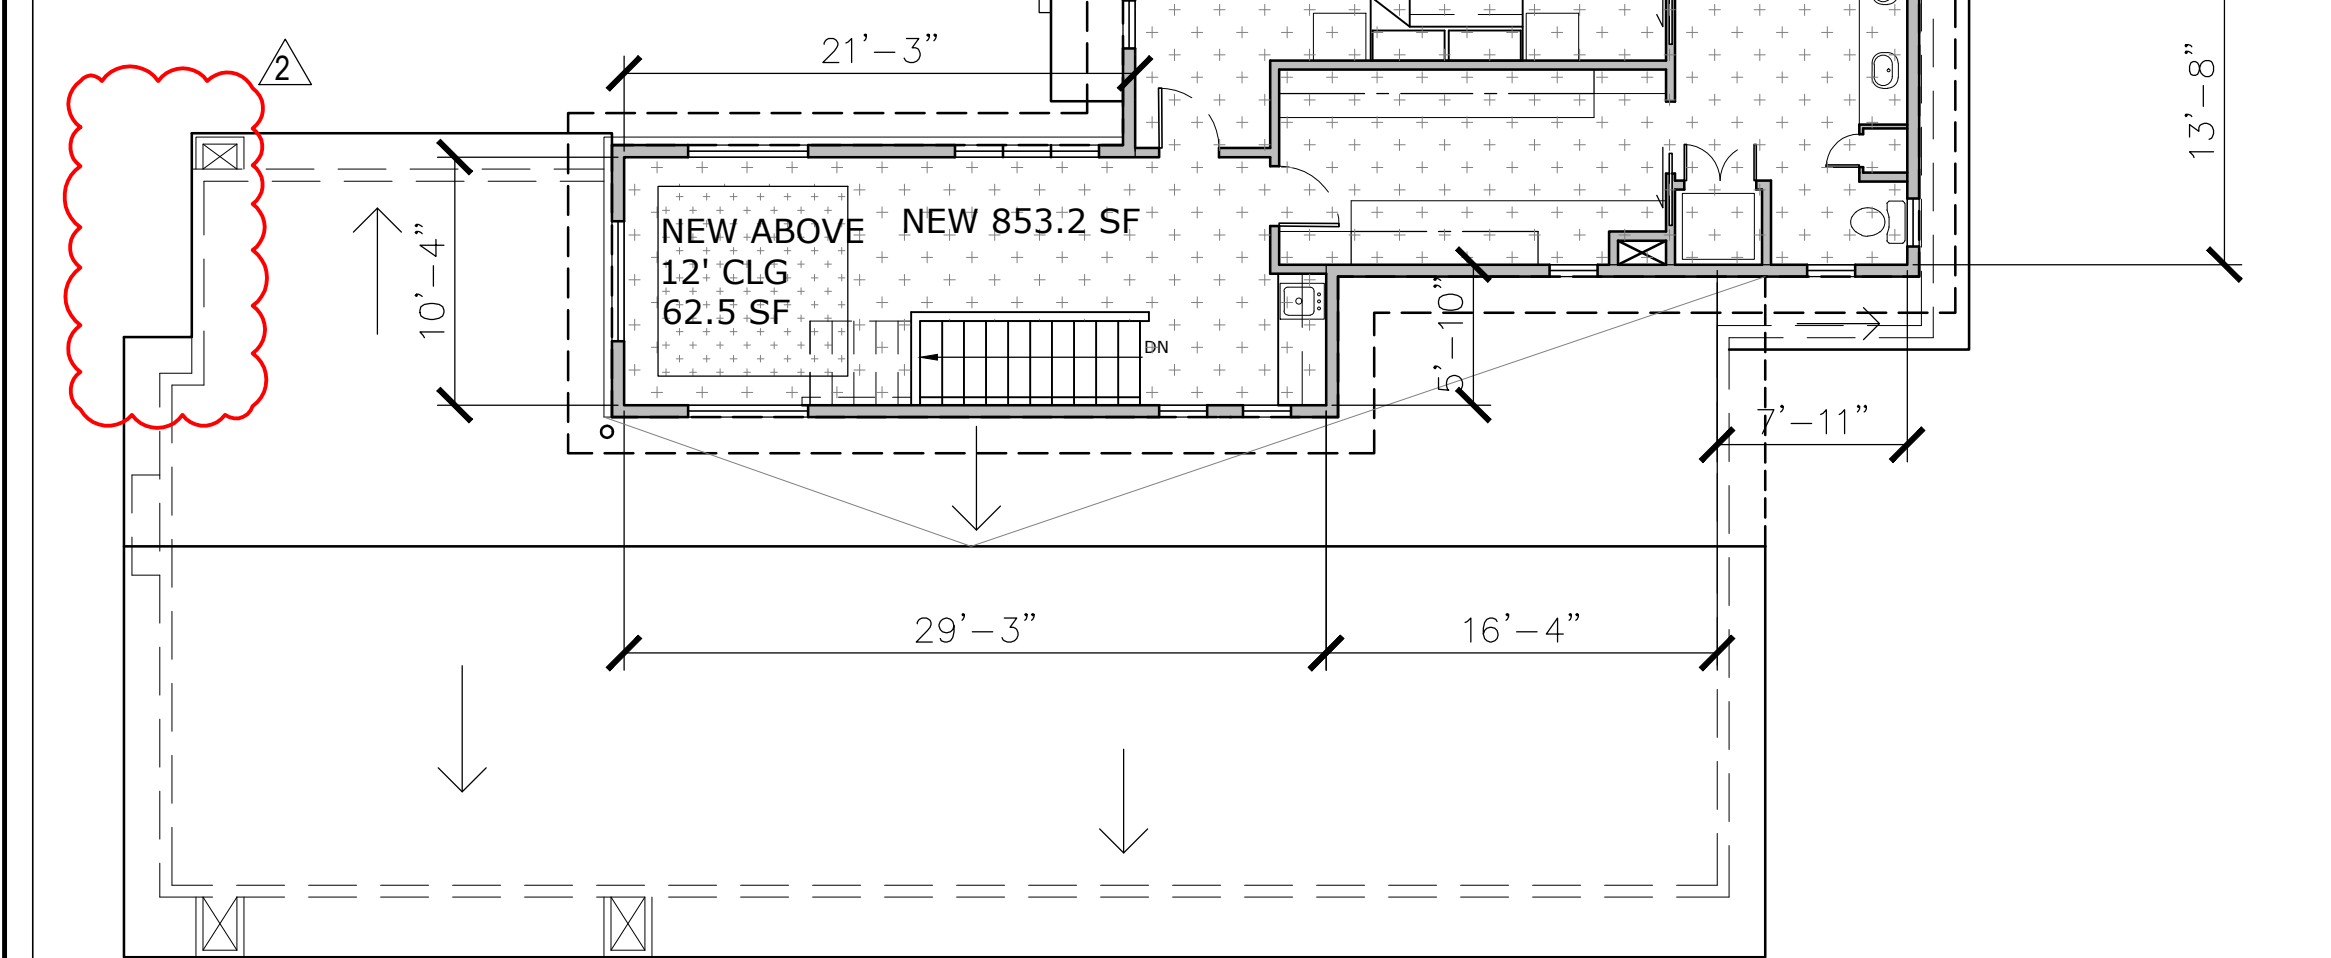 21’–3”
2
13’–8”
NEW ABOVE
12' CLG
62.5 SF
NEW 853.2 SF
10’–4”
5’–10”
DN
7’–11”
29’–3”
16’–4”